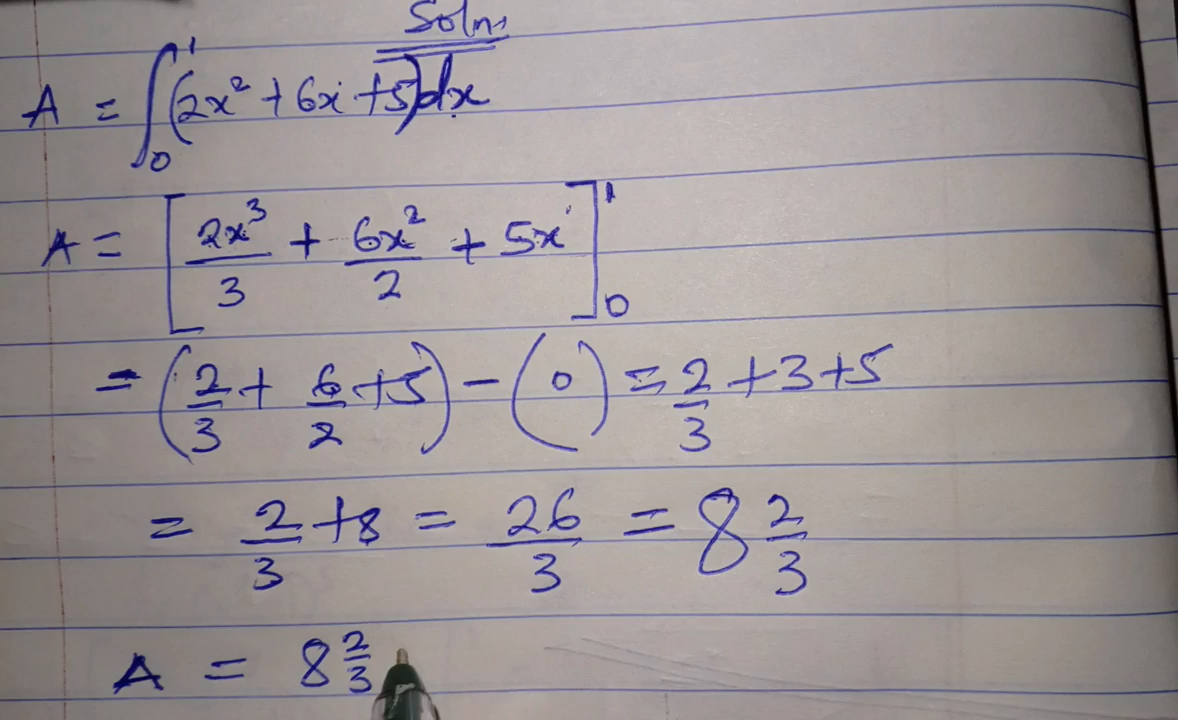 Soln.
A = ∫₀¹ (2x² + 6x + 5)dx
A = [2x³/3 + 6x²/2 + 5x]₀¹
= (2/3 + 6/2 + 5) - (0) = 2/3 + 3 + 5
= 2/3 + 8 = 26/3 = 8 2/3
A = 8 2/3